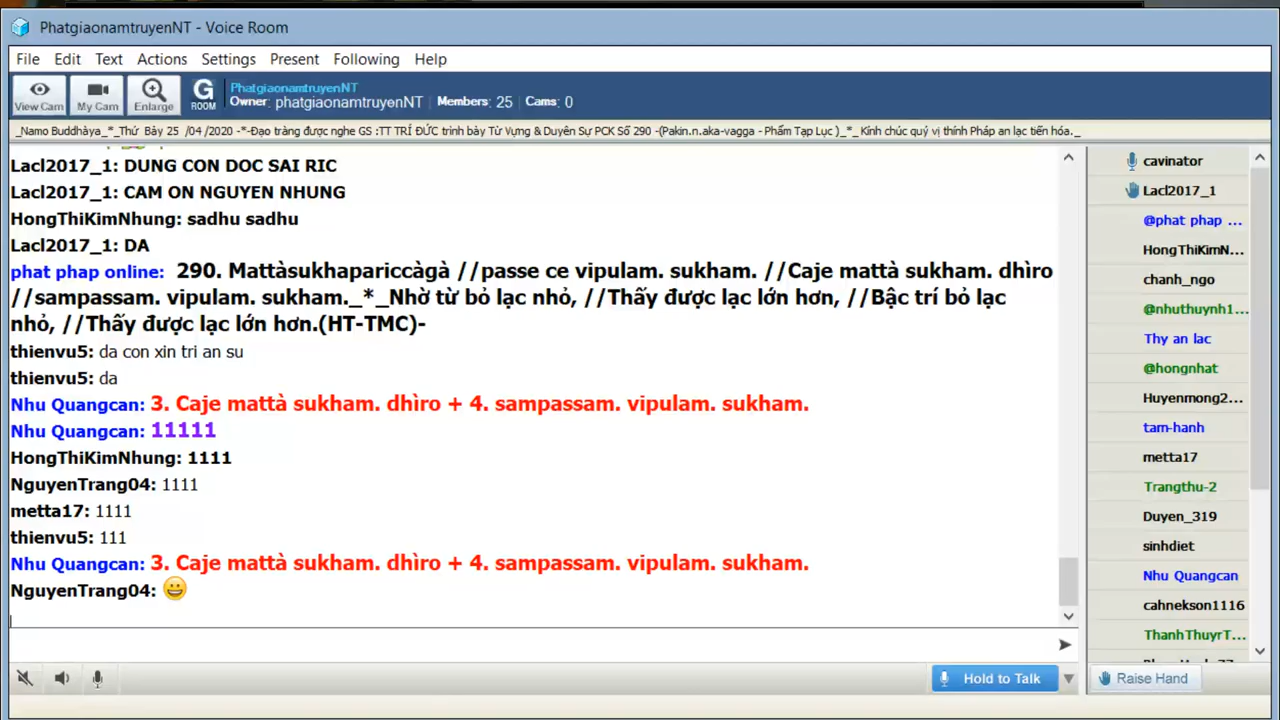 PhatgiaonamtruyenNT - Voice Room
File Edit Text Actions Settings Present Following Help
View Cam My Cam Enlarge G ROOM
PhatgiaonamtruyenNT
Owner: phatgiaonamtruyenNT Members: 25 Cams: 0
_Namo Buddhàya_*_Thứ Bảy 25 /04 /2020 -*-Đạo tràng được nghe GS :TT TRÍ ĐỨC trình bày Từ Vựng & Duyên Sự PCK Số 290 -(Pakin.n.aka-vagga - Phẩm Tạp Lục )_*_ Kính chúc quý vị thính Pháp an lạc tiến hóa._
Lacl2017_1: DUNG CON DOC SAI RIC
Lacl2017_1: CAM ON NGUYEN NHUNG
HongThiKimNhung: sadhu sadhu
Lacl2017_1: DA
phat phap online: 290. Mattàsukhapariccàgà //passe ce vipulam. sukham. //Caje mattà sukham. dhìro
//sampassam. vipulam. sukham._*_Nhờ từ bỏ lạc nhỏ, //Thấy được lạc lớn hơn, //Bậc trí bỏ lạc
nhỏ, //Thấy được lạc lớn hơn.(HT-TMC)-
thienvu5: da con xin tri an su
thienvu5: da
Nhu Quangcan: 3. Caje mattà sukham. dhìro + 4. sampassam. vipulam. sukham.
Nhu Quangcan: 11111
HongThiKimNhung: 1111
NguyenTrang04: 1111
metta17: 1111
thienvu5: 111
Nhu Quangcan: 3. Caje mattà sukham. dhìro + 4. sampassam. vipulam. sukham.
NguyenTrang04: 😀
cavinator
Lacl2017_1
@phat phap ...
HongThiKimN...
chanh_ngo
@nhuthuynh1...
Thy an lac
@hongnhat
Huyenmong2...
tam-hanh
metta17
Trangthu-2
Duyen_319
sinhdiet
Nhu Quangcan
cahnekson1116
ThanhThuyrT...
Hold to Talk
Raise Hand